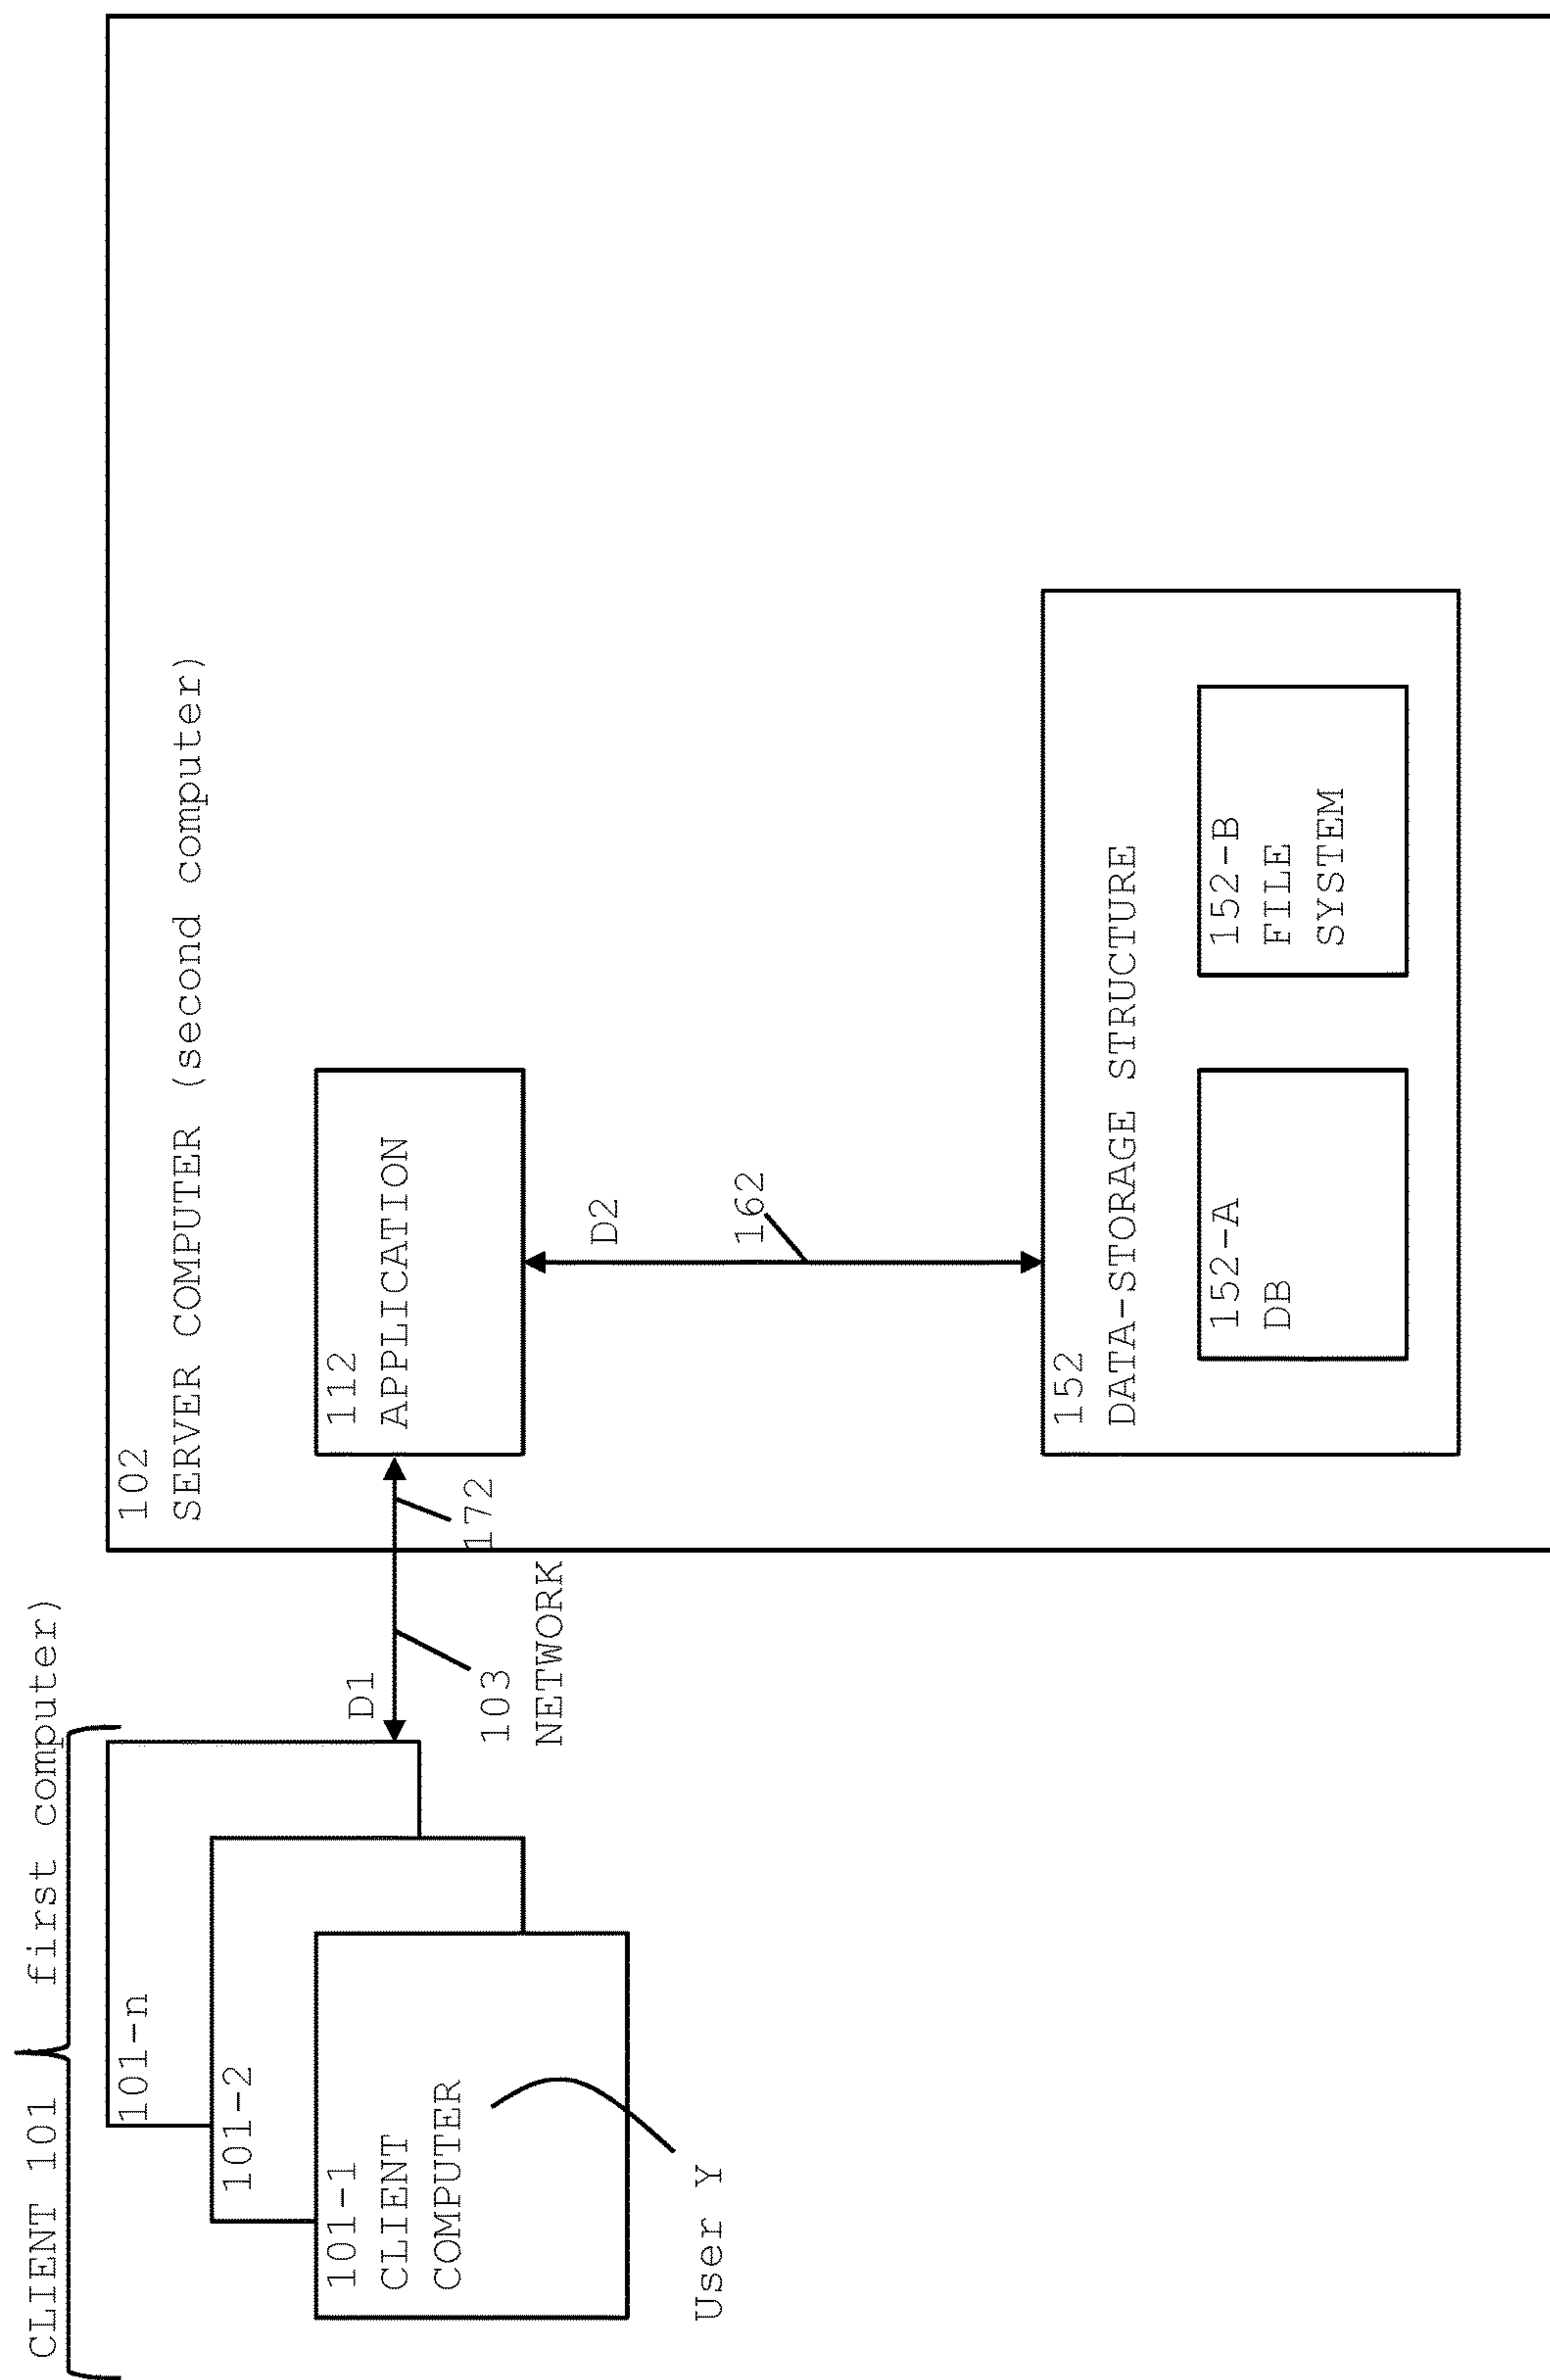 CLIENT 101 first computer)
101-n
101-2
101-1
CLIENT
COMPUTER
User Y
D1
103
NETWORK
172
102
SERVER COMPUTER (second computer)
112
APPLICATION
D2
162
152
DATA-STORAGE STRUCTURE
152-A
DB
152-B
FILE
SYSTEM